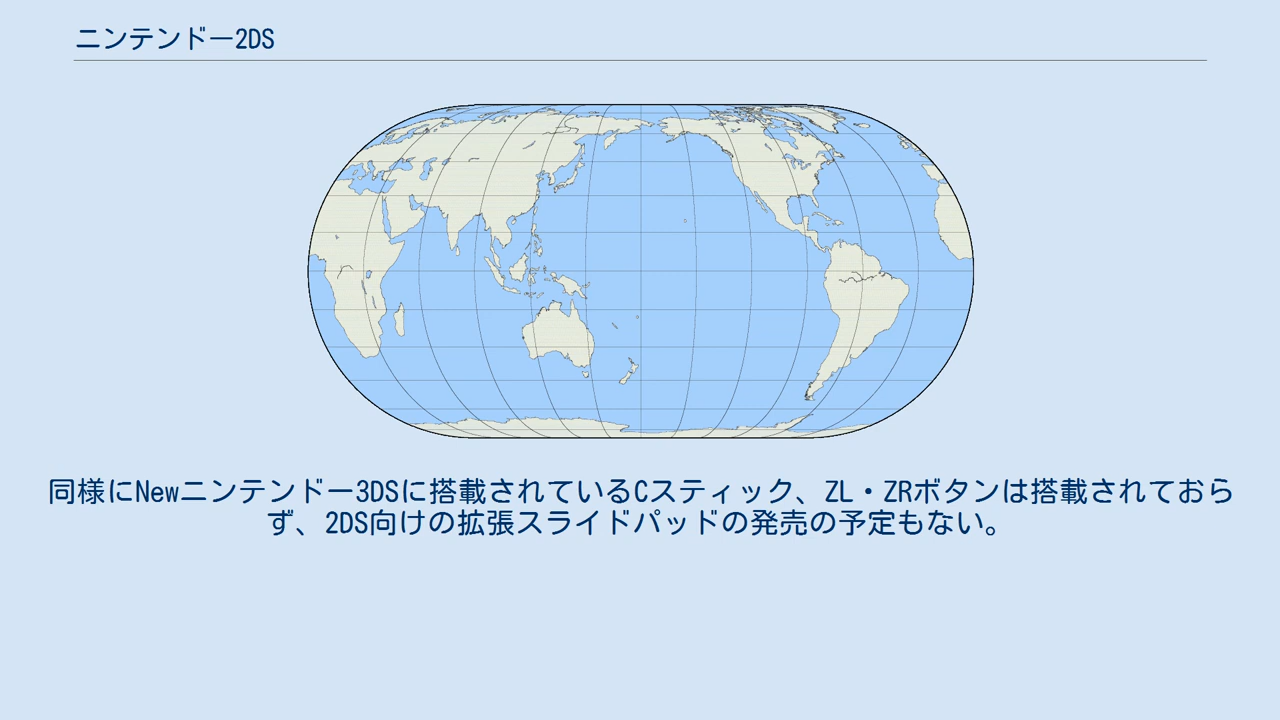 ニンテンドー2DS
同様にNewニンテンドー3DSに搭載されているCスティック、ZL・ZRボタンは搭載されておら
ず、2DS向けの拡張スライドパッドの発売の予定もない。